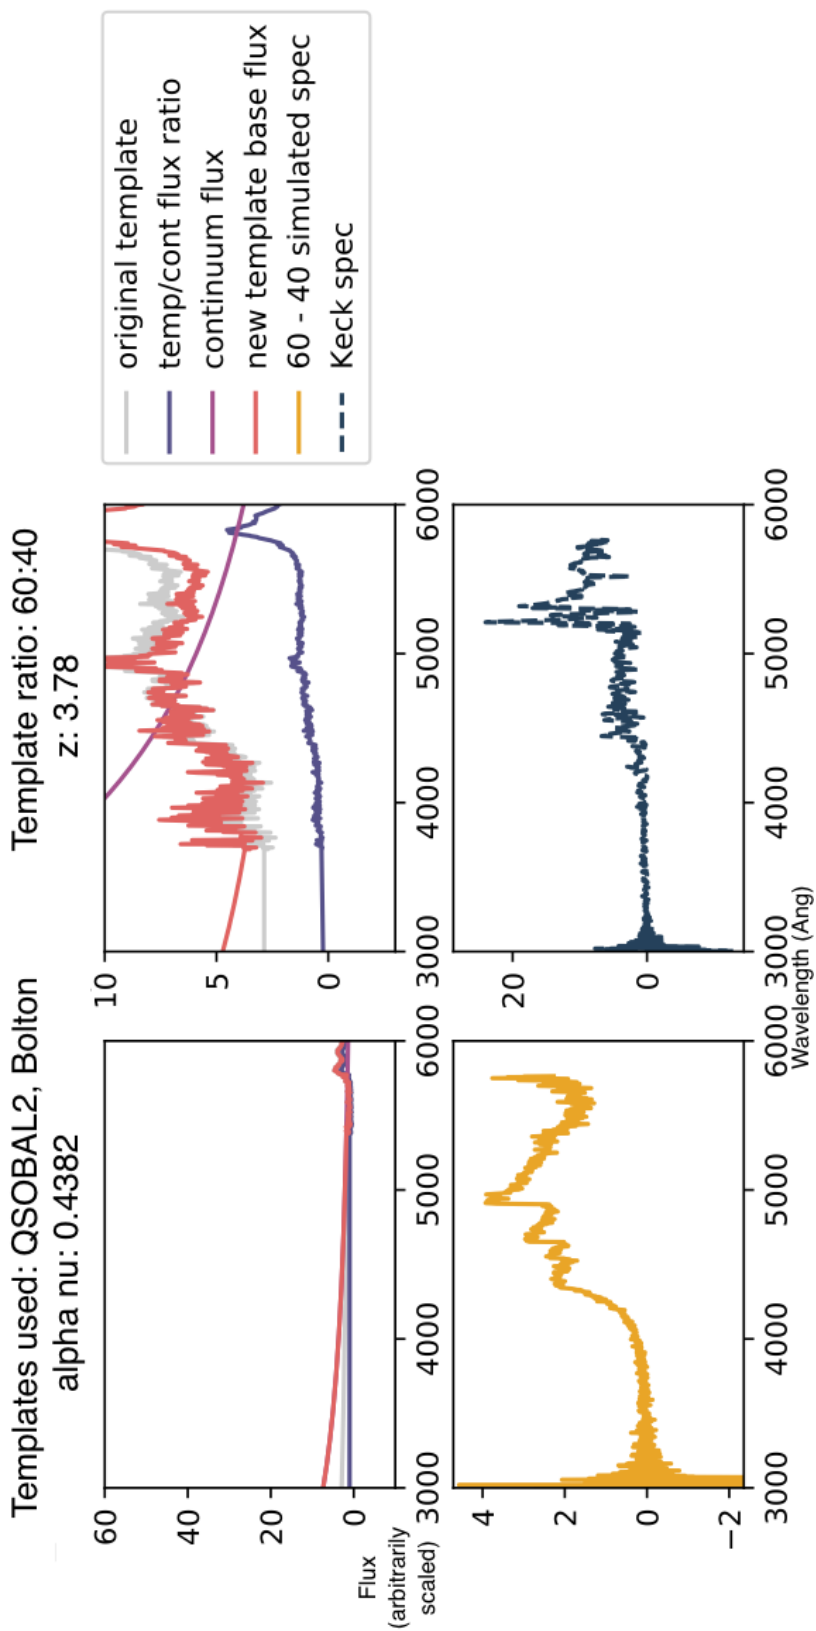 Templates used: QSOBAL2, Bolton
alpha nu: 0.4382
Template ratio: 60:40
z: 3.78
original template
temp/cont flux ratio
continuum flux
new template base flux
60 - 40 simulated spec
Keck spec
60
40
20
0
3000
4000
5000
6000
10
5
0
3000
4000
5000
6000
Flux
(arbitrarily
scaled)
4
2
0
−2
3000
4000
5000
6000
20
0
3000
4000
5000
6000
Wavelength (Ang)